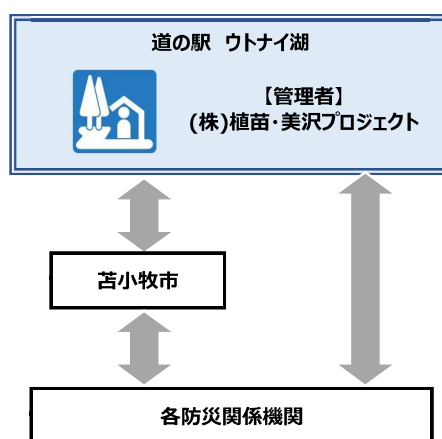 道の駅 ウトナイ湖
【管理者】
(株)植苗・美沢プロジェクト
苫小牧市
各防災関係機関